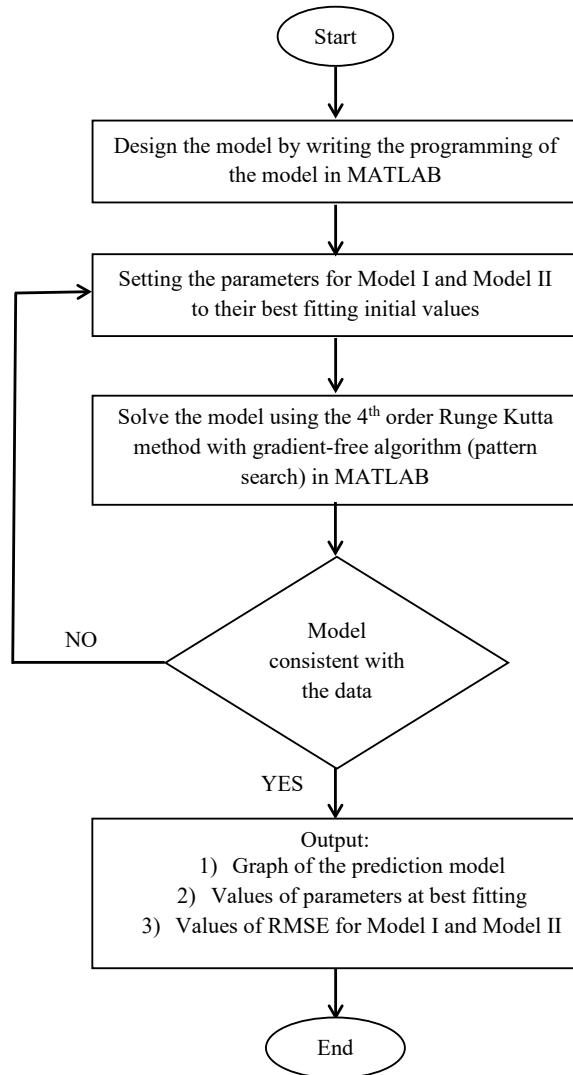 Start
Design the model by writing the programming of
the model in MATLAB
Setting the parameters for Model I and Model II
to their best fitting initial values
Solve the model using the 4th order Runge Kutta
method with gradient-free algorithm (pattern
search) in MATLAB
NO
Model
consistent with
the data
YES
Output:
1) Graph of the prediction model
2) Values of parameters at best fitting
3) Values of RMSE for Model I and Model II
End